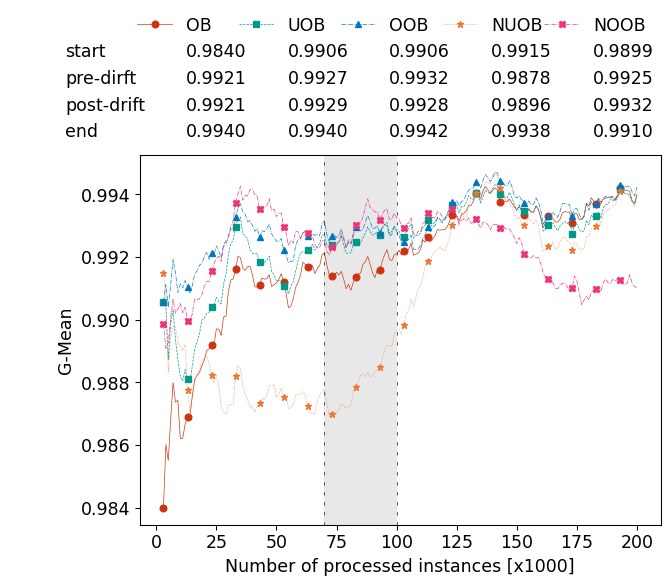 OB UOB OOB NUOB NOOB
start 0.9840 0.9906 0.9906 0.9915 0.9899
pre-dirft 0.9921 0.9927 0.9932 0.9878 0.9925
post-drift 0.9921 0.9929 0.9928 0.9896 0.9932
end 0.9940 0.9940 0.9942 0.9938 0.9910
0.994
0.992
0.990
0.988
0.986
0.984
G-Mean
0 25 50 75 100 125 150 175 200
Number of processed instances [x1000]